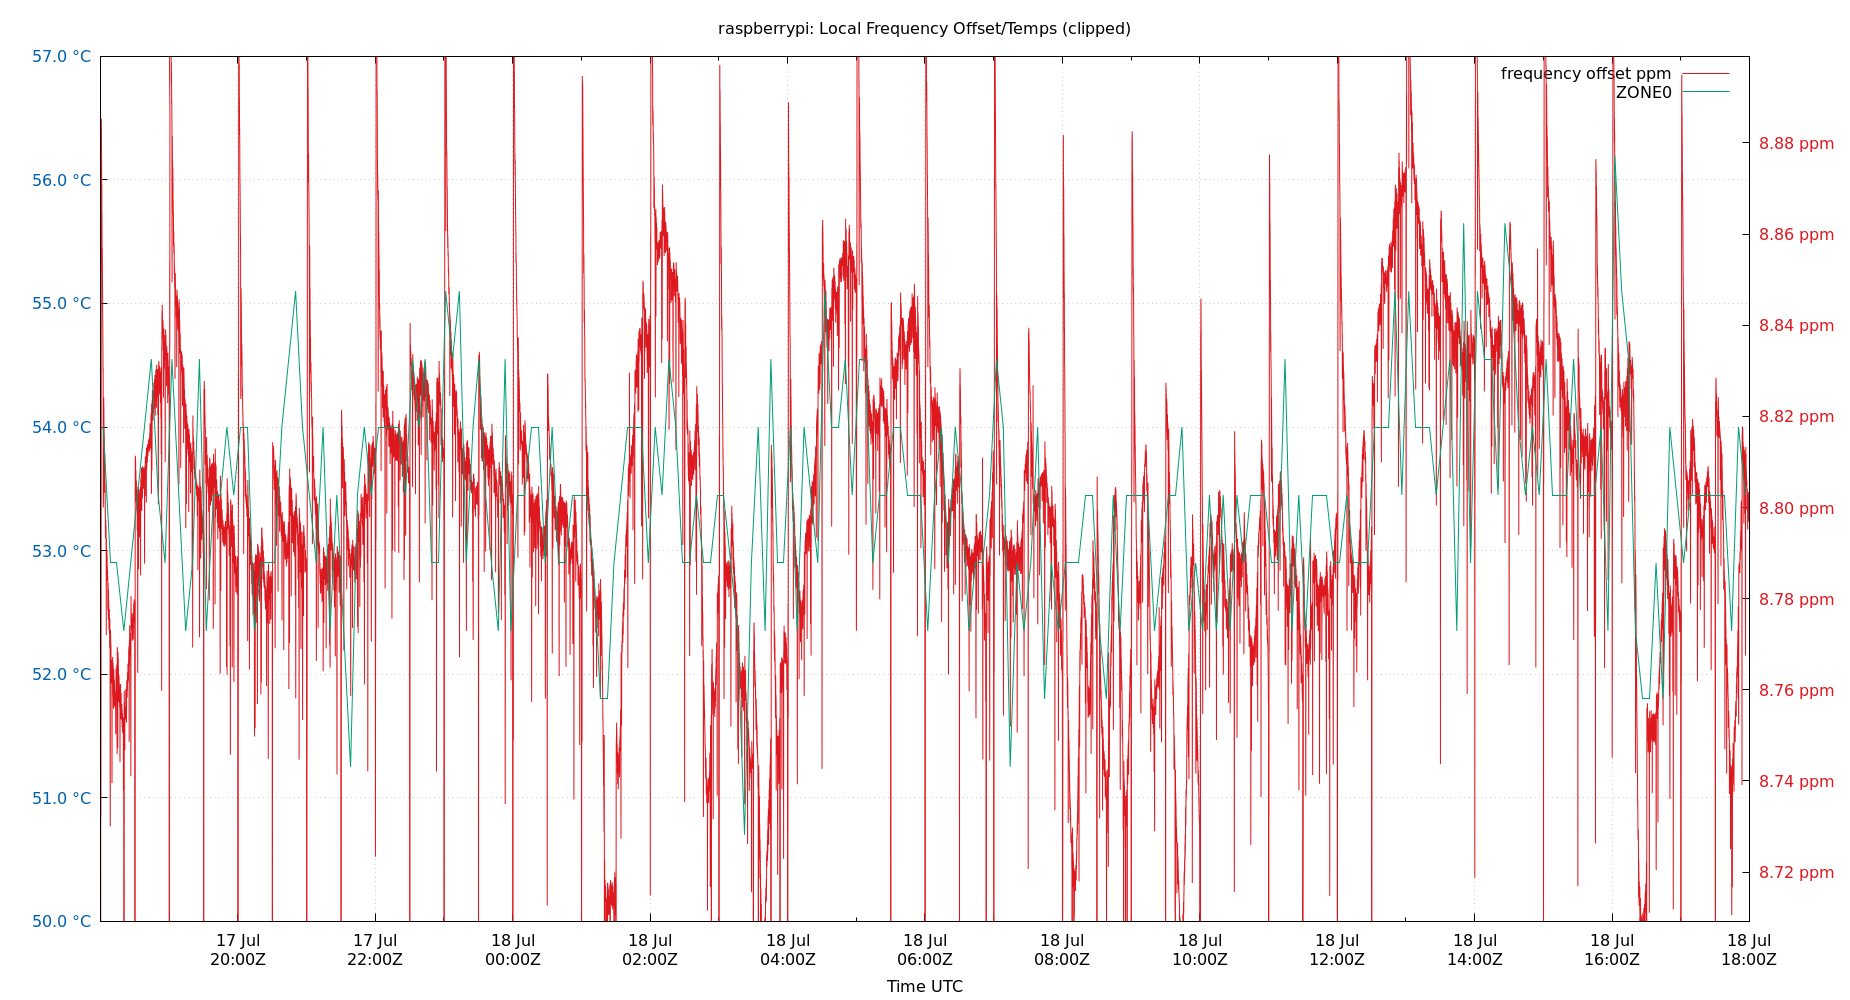 raspberrypi: Local Frequency Offset/Temps (clipped)
frequency offset ppm
ZONE0
57.0 °C
56.0 °C
55.0 °C
54.0 °C
53.0 °C
52.0 °C
51.0 °C
50.0 °C
8.88 ppm
8.86 ppm
8.84 ppm
8.82 ppm
8.80 ppm
8.78 ppm
8.76 ppm
8.74 ppm
8.72 ppm
17 Jul
20:00Z
17 Jul
22:00Z
18 Jul
00:00Z
18 Jul
02:00Z
18 Jul
04:00Z
18 Jul
06:00Z
18 Jul
08:00Z
18 Jul
10:00Z
18 Jul
12:00Z
18 Jul
14:00Z
18 Jul
16:00Z
18 Jul
18:00Z
Time UTC